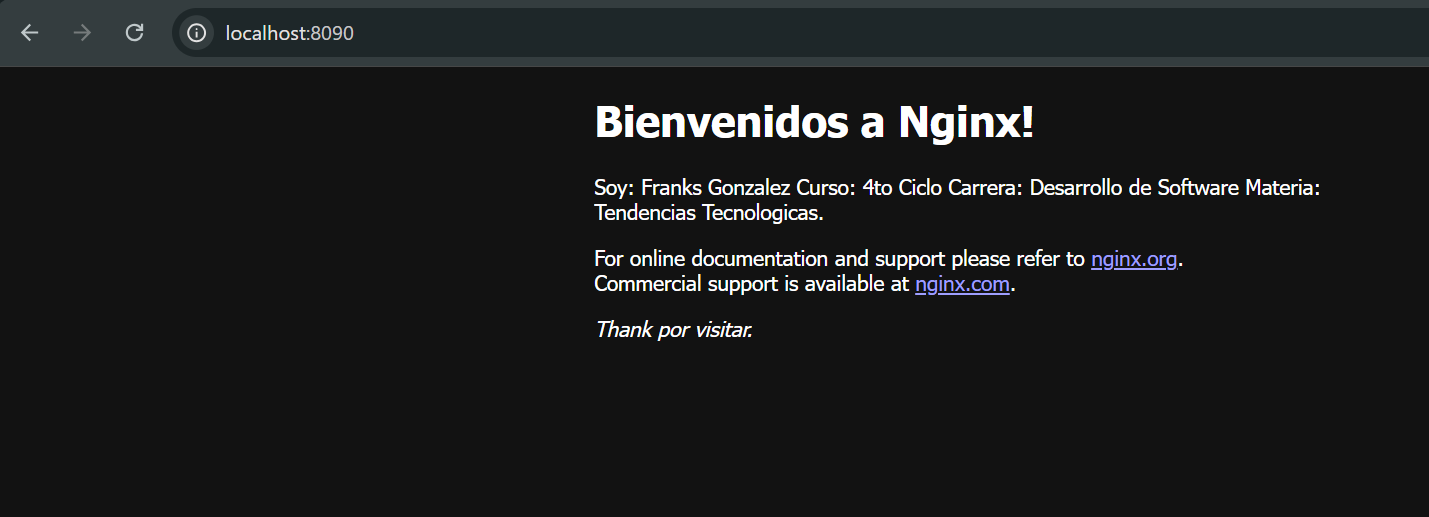 localhost:8090
Bienvenidos a Nginx!
Soy: Franks Gonzalez Curso: 4to Ciclo Carrera: Desarrollo de Software Materia:
Tendencias Tecnologicas.
For online documentation and support please refer to nginx.org.
Commercial support is available at nginx.com.
Thank por visitar.